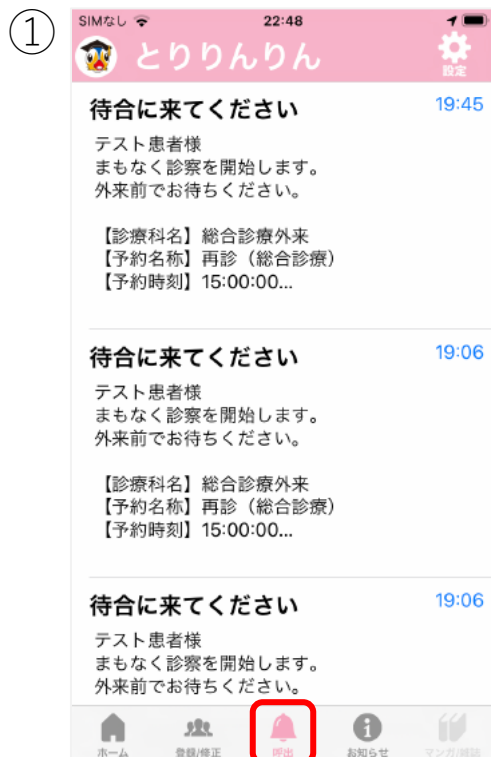 ①
SIMなし 22:48
とりりんりん
設定
待合に来てください 19:45
テスト患者様
まもなく診察を開始します。
外来前でお待ちください。
【診療科名】総合診療外来
【予約名称】再診（総合診療）
【予約時刻】15:00:00...
待合に来てください 19:06
テスト患者様
まもなく診察を開始します。
外来前でお待ちください。
【診療科名】総合診療外来
【予約名称】再診（総合診療）
【予約時刻】15:00:00...
待合に来てください 19:06
テスト患者様
まもなく診察を開始します。
外来前でお待ちください。
ホーム 登録/修正 呼出 お知らせ マンガ/雑誌